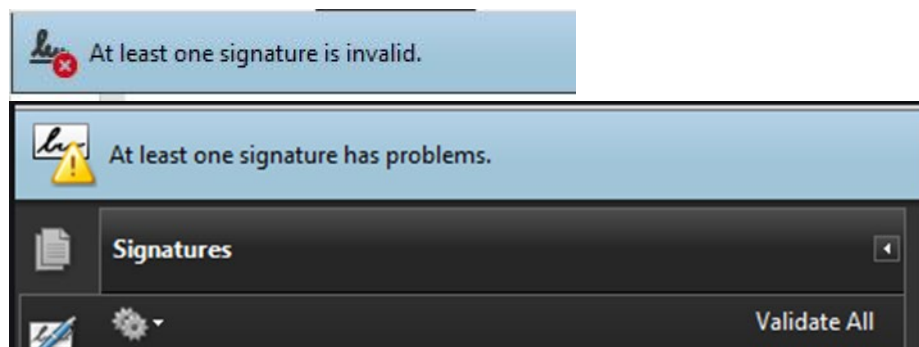 At least one signature is invalid.
At least one signature has problems.
Signatures
Validate All